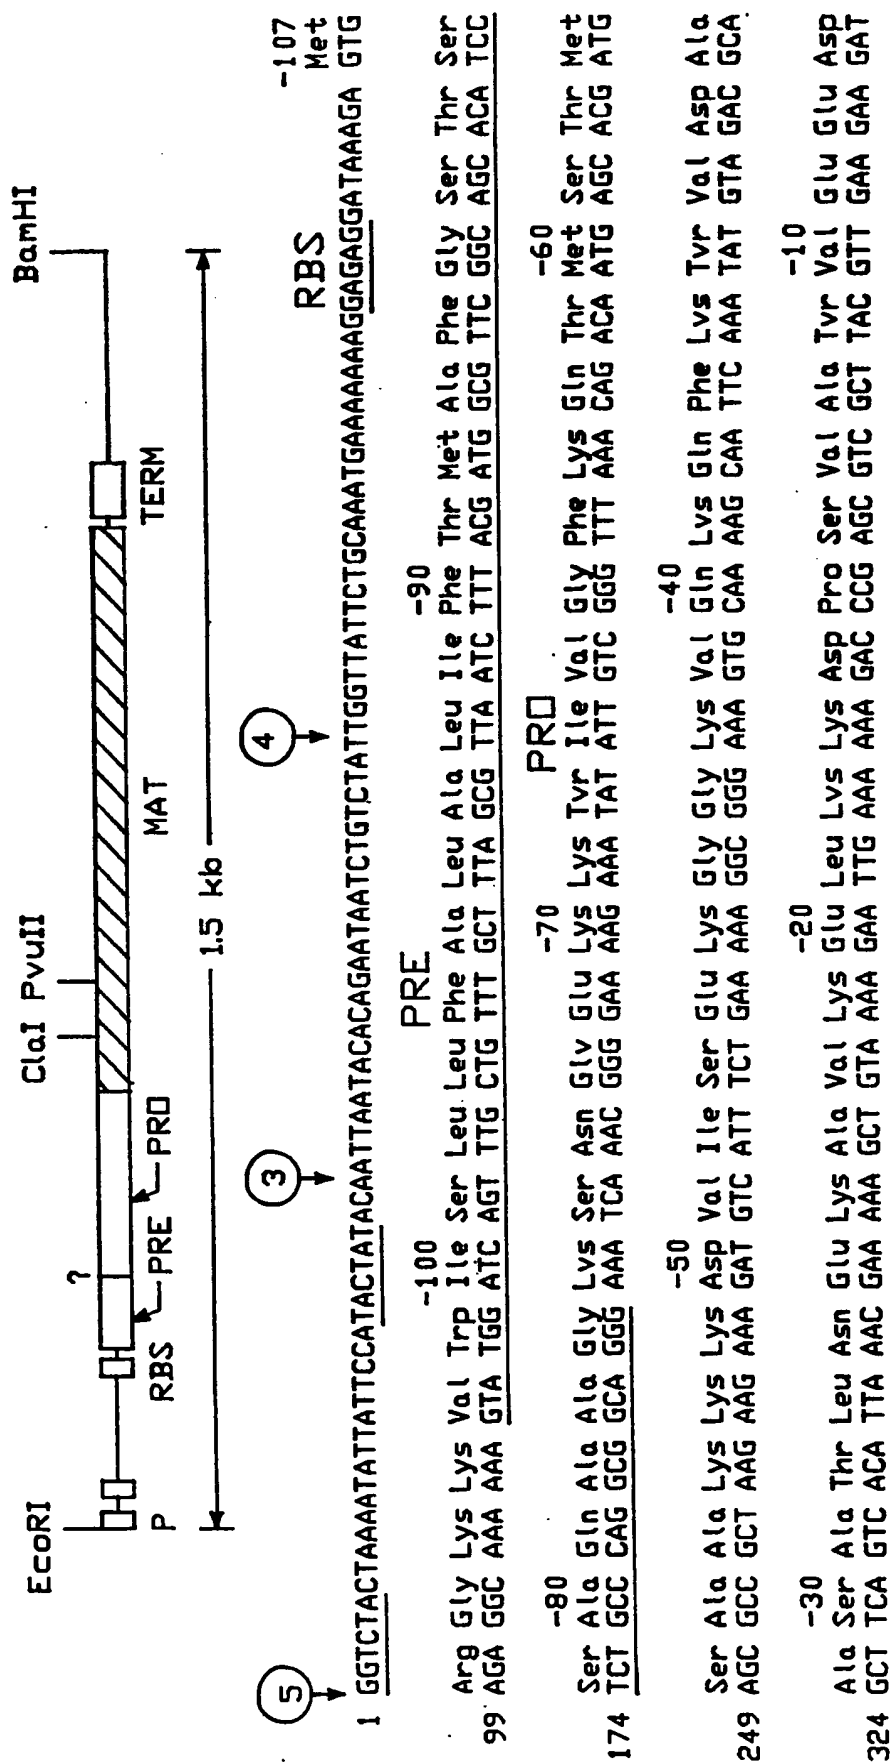 EcoRI ClaI PvuII BamHI
?
P RBS PRE PRO MAT TERM
1.5 kb
5 3 4 RBS -107
Met
1 GGTCTACTAAAATATTATTCCATACTATACAATTAATACACAGAATAATCTGTCTATTGGTTATTCTGCAAATGAAAAAAAGGAGAGGATAAAGA GTG
PRE
-100 -90
Arg Gly Lys Lys Val Trp Ile Ser Leu Leu Phe Ala Leu Ala Leu Ile Phe Thr Met Ala Phe Gly Ser Thr Ser
99 AGA GGC AAA AAA GTA TGG ATC AGT TTG CTG TTT GCT TTA GCG TTA ATC TTT ACG ATG GCG TTC GGC AGC ACA TCC
PRO
-80 -70 -60
Ser Ala Gln Ala Ala Gly Lys Ser Asn Gly Glu Lys Lys Tyr Ile Val Gly Phe Lys Gln Thr Met Ser Thr Met
174 TCT GCC CAG GCG GCA GGG AAA TCA AAC GGG GAA AAG AAA TAT ATT GTC GGG TTT AAA CAG ACA ATG AGC ACG ATG
-50 -40
Ser Ala Ala Lys Lys Lys Asp Val Ile Ser Glu Lys Gly Gly Lys Val Gln Lys Gln Phe Lys Tyr Val Asp Ala
249 AGC GCC GCT AAG AAG AAA GAT GTC ATT TCT GAA AAA GGC GGG AAA GTG CAA AAG CAA TTC AAA TAT GTA GAC GCA
-30 -20 -10
Ala Ser Ala Thr Leu Asn Glu Lys Ala Val Lys Glu Leu Lys Lys Asp Pro Ser Val Ala Tyr Val Glu Glu Asp
324 GCT TCA GTC ACA TTA AAC GAA AAA GCT GTA AAA GAA TTG AAA AAA GAC CCG AGC GTC GCT TAC GTT GAA GAA GAT